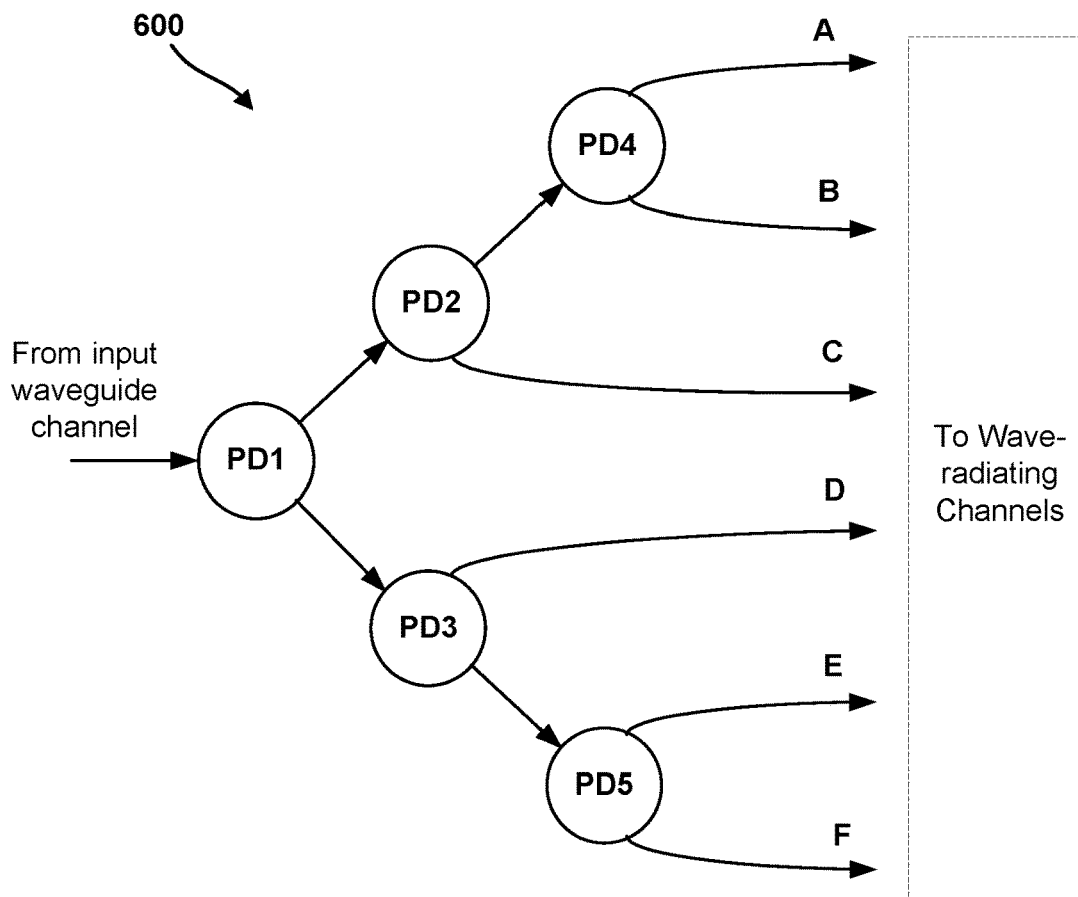 600
A
PD4
B
PD2
From input
waveguide
channel
C
PD1
To Wave-
radiating
Channels
D
PD3
E
PD5
F